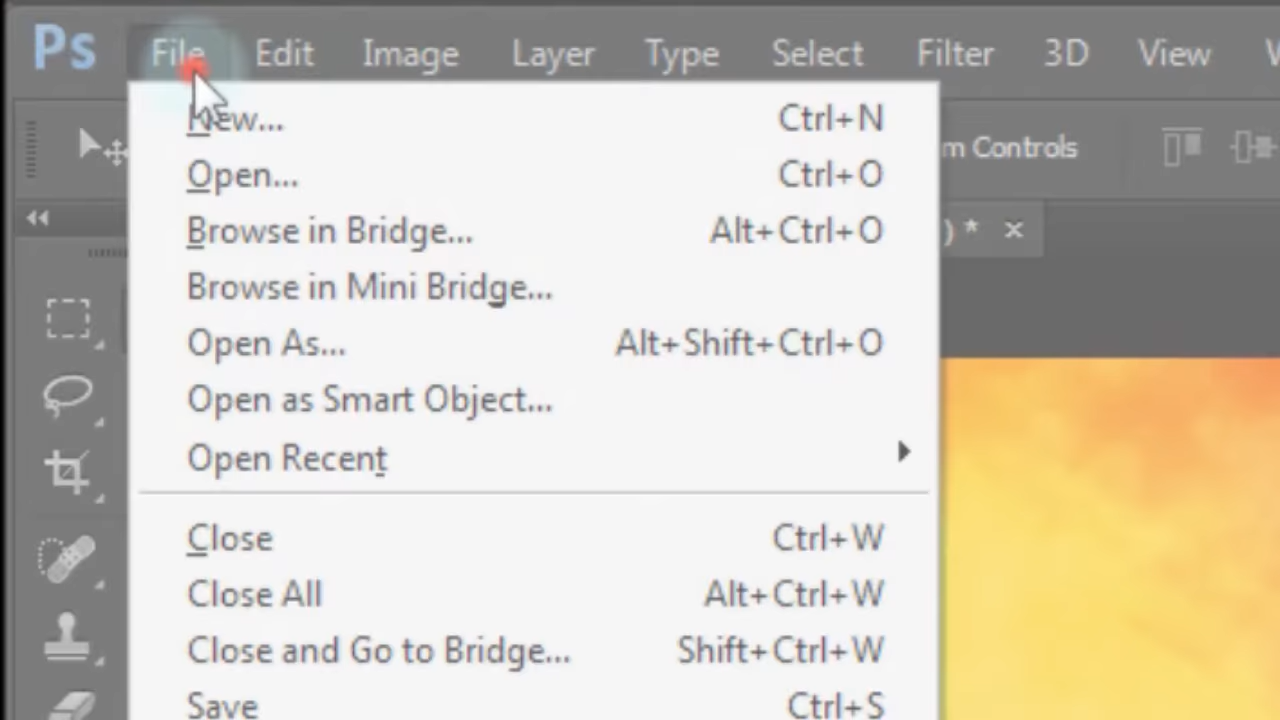 Ps File Edit Image Layer Type Select Filter 3D View
New... Ctrl+N
m Controls
Open... Ctrl+O
Browse in Bridge... Alt+Ctrl+O
) * ×
Browse in Mini Bridge...
Open As... Alt+Shift+Ctrl+O
Open as Smart Object...
Open Recent
Close Ctrl+W
Close All Alt+Ctrl+W
Close and Go to Bridge... Shift+Ctrl+W
Save Ctrl+S